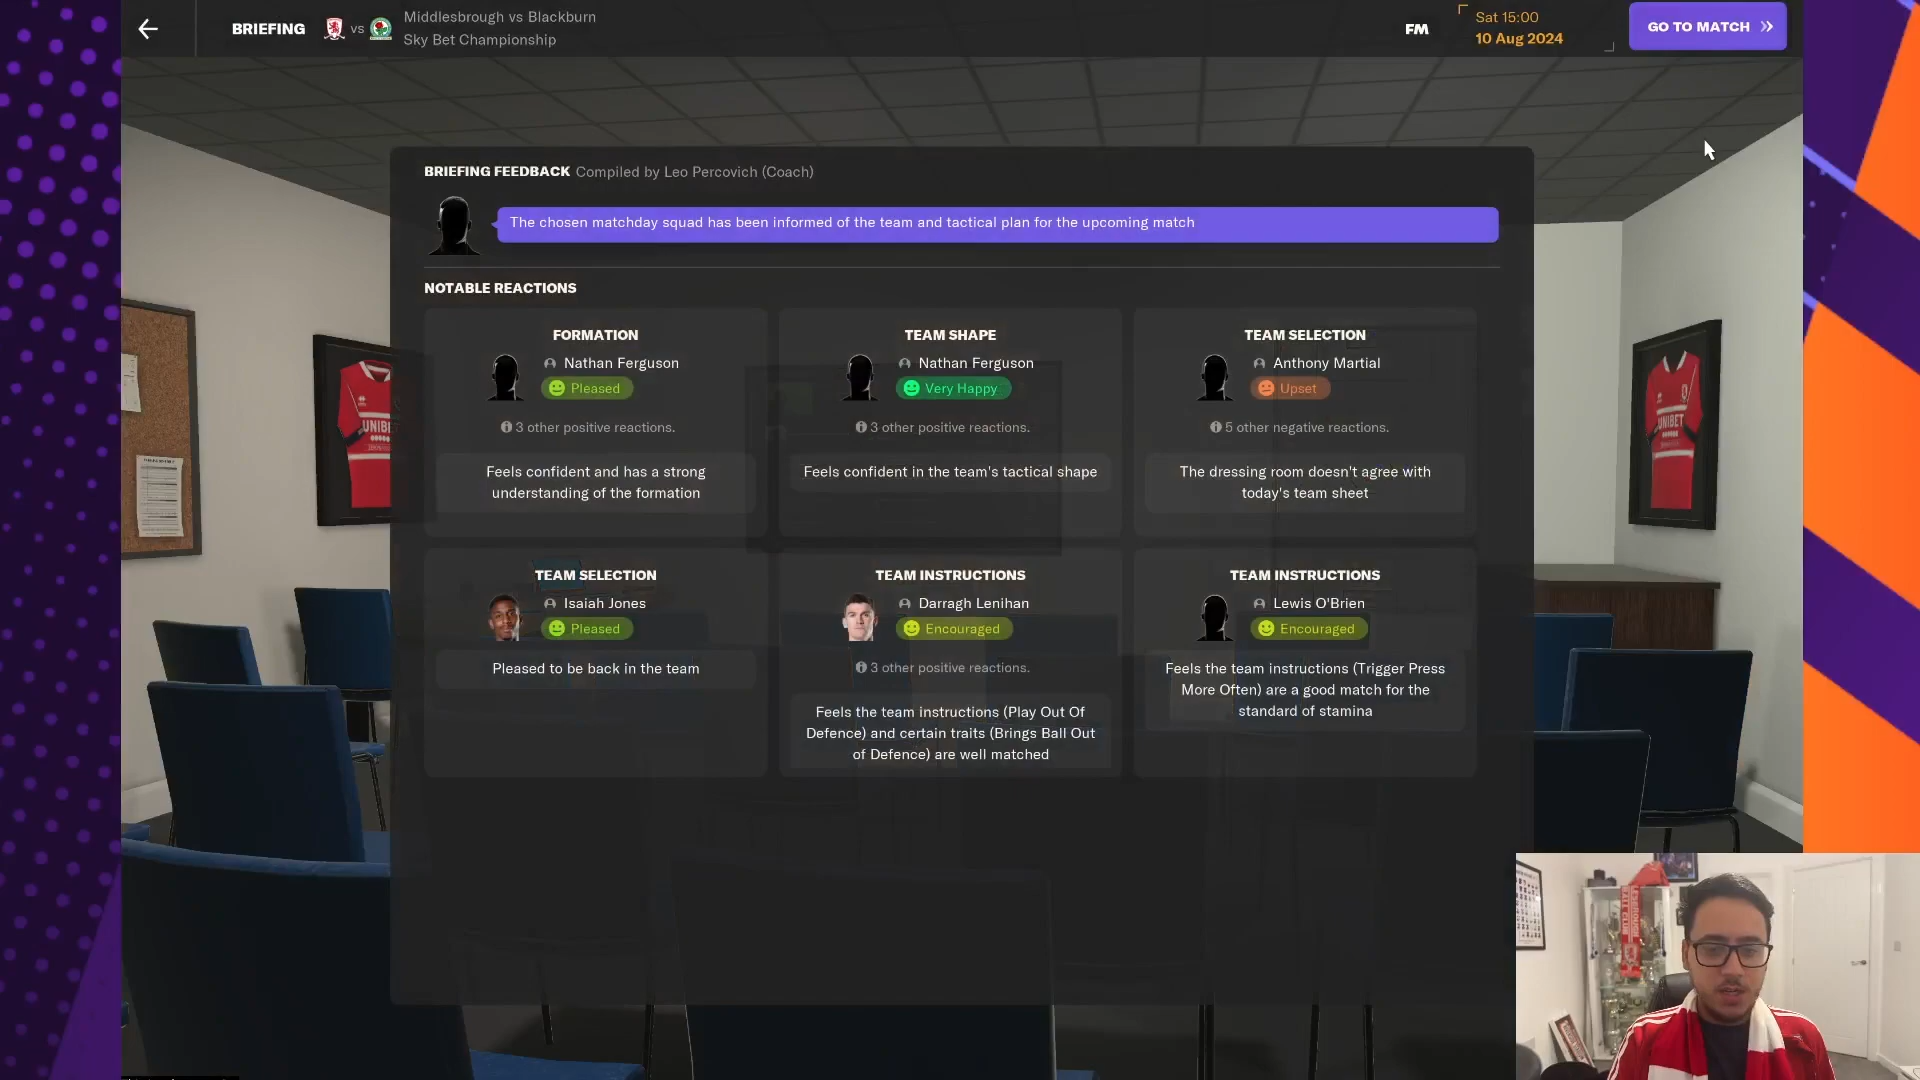 BRIEFING
vs
Middlesbrough vs Blackburn
Sky Bet Championship
FM
Sat 15:00
10 Aug 2024
GO TO MATCH
BRIEFING FEEDBACK Compiled by Leo Percovich (Coach)
The chosen matchday squad has been informed of the team and tactical plan for the upcoming match
NOTABLE REACTIONS
FORMATION
Nathan Ferguson
Pleased
3 other positive reactions.
Feels confident and has a strong
understanding of the formation
TEAM SHAPE
Nathan Ferguson
Very Happy
3 other positive reactions.
Feels confident in the team's tactical shape
TEAM SELECTION
Anthony Martial
Upset
5 other negative reactions.
The dressing room doesn't agree with
today's team sheet
TEAM SELECTION
Isaiah Jones
Pleased
Pleased to be back in the team
TEAM INSTRUCTIONS
Darragh Lenihan
Encouraged
3 other positive reactions.
Feels the team instructions (Play Out Of
Defence) and certain traits (Brings Ball Out
of Defence) are well matched
TEAM INSTRUCTIONS
Lewis O'Brien
Encouraged
Feels the team instructions (Trigger Press
More Often) are a good match for the
standard of stamina
UNIBET